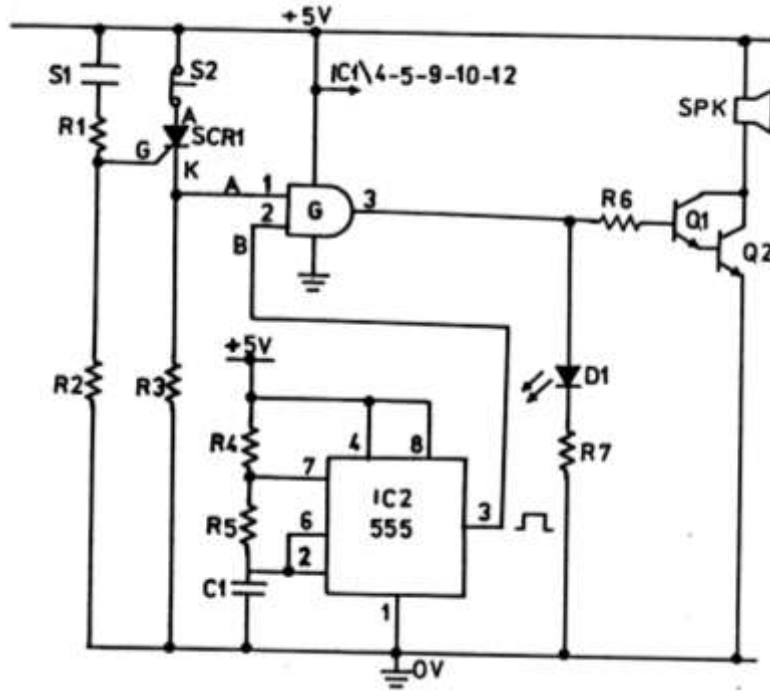 +5V
IC1\4-5-9-10-12
S1
S2
SPK
R1
A
SCR1
G
K
A
1
G
3
R6
Q1
2
B
Q2
+5V
R2
R3
D1
R4
4
8
R7
7
IC2
3
R5
6
555
2
C1
1
0V